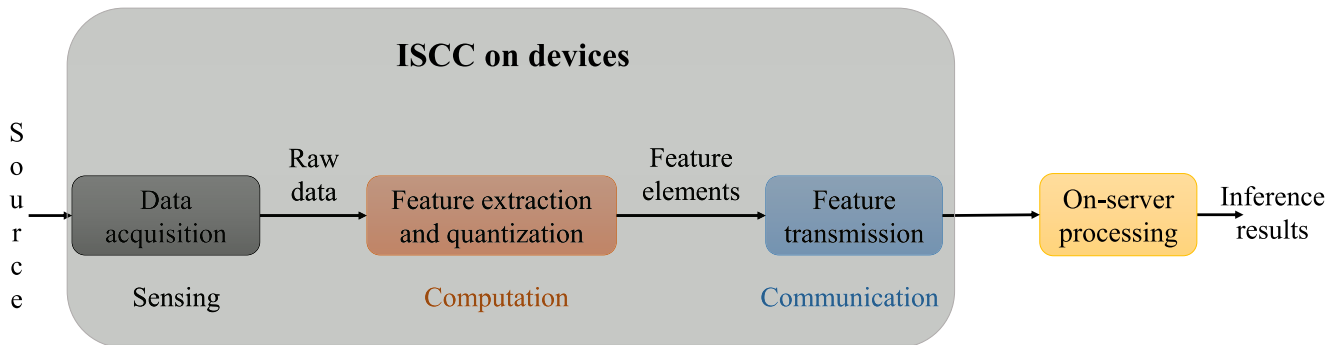 ISCC on devices
Source
Data
acquisition
Sensing
Raw
data
Feature extraction
and quantization
Computation
Feature
elements
Feature
transmission
Communication
On-server
processing
Inference
results